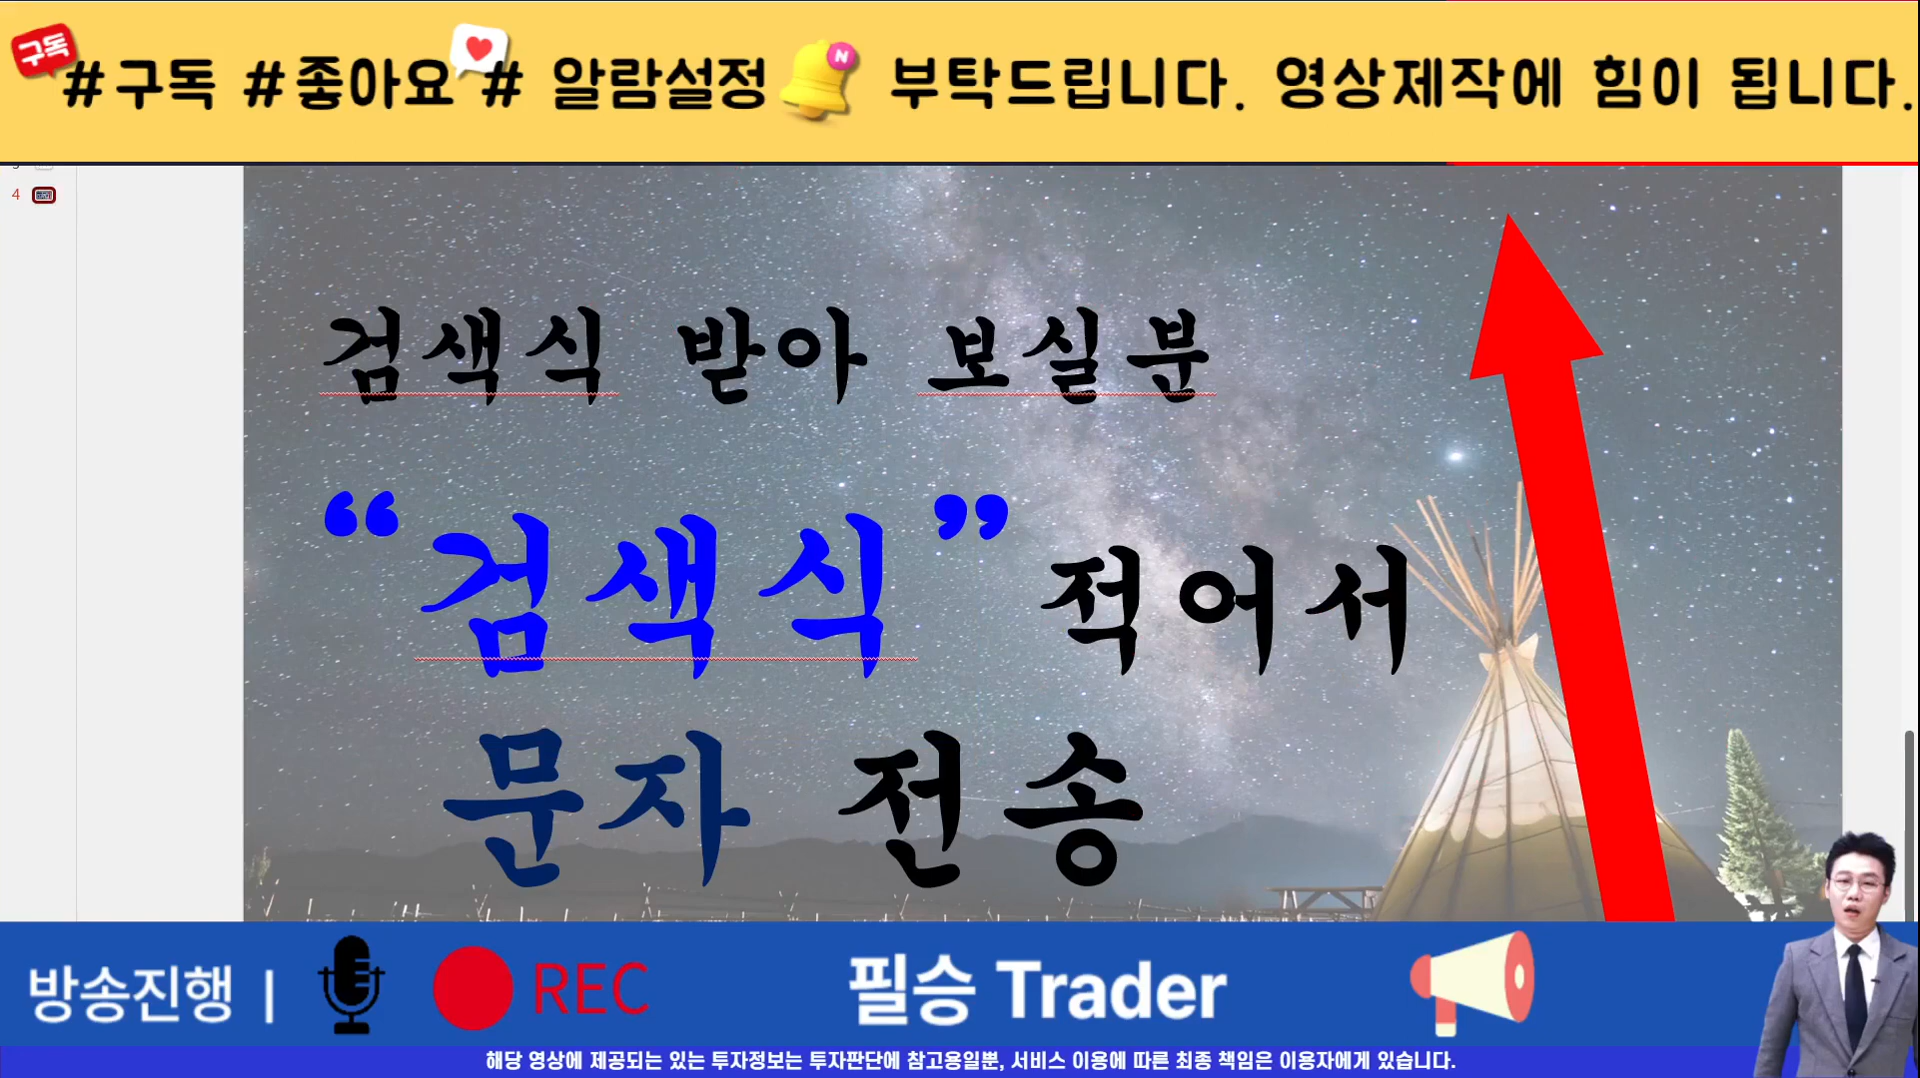 구독
#구독 #좋아요 # 알람설정 N 부탁드립니다. 영상제작에 힘이 됩니다.
4
검색식 받아 보실분
“검색식” 적어서
문자 전송
방송진행 | REC 필승 Trader
해당 영상에 제공되는 있는 투자정보는 투자판단에 참고용일뿐, 서비스 이용에 따른 최종 책임은 이용자에게 있습니다.